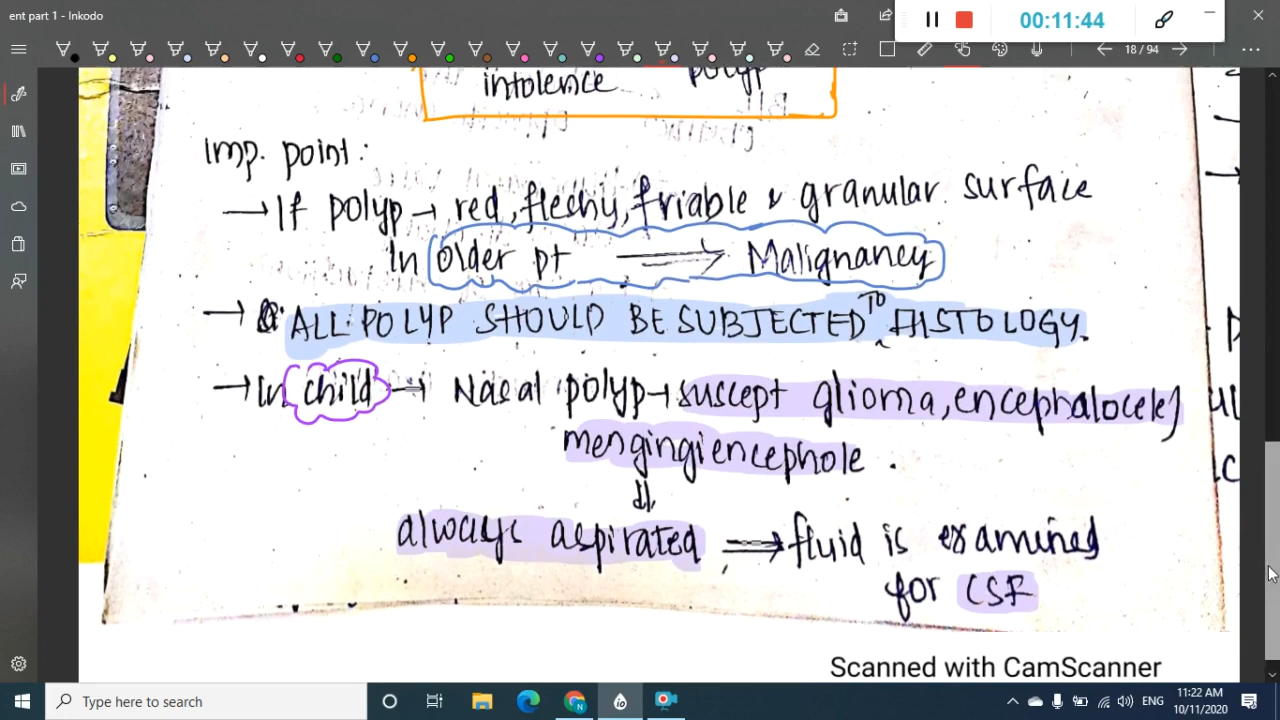 ent part 1 - Inkodo
00:11:44
18 / 94
intolence polyp
Imp. point :
→ If polyp → red, fleshy, friable & granular surface
In older pt ⟹ Malignancy
→ ALL POLYP SHOULD BE SUBJECTED TO HISTOLOGY.
→ In child → Nasal polyp → suscept glioma, encephalocele,
mengingiencephole.
⇓
always aspirated ⟹ fluid is examined
for CSF
Scanned with CamScanner
Type here to search
ENG
11:22 AM
10/11/2020